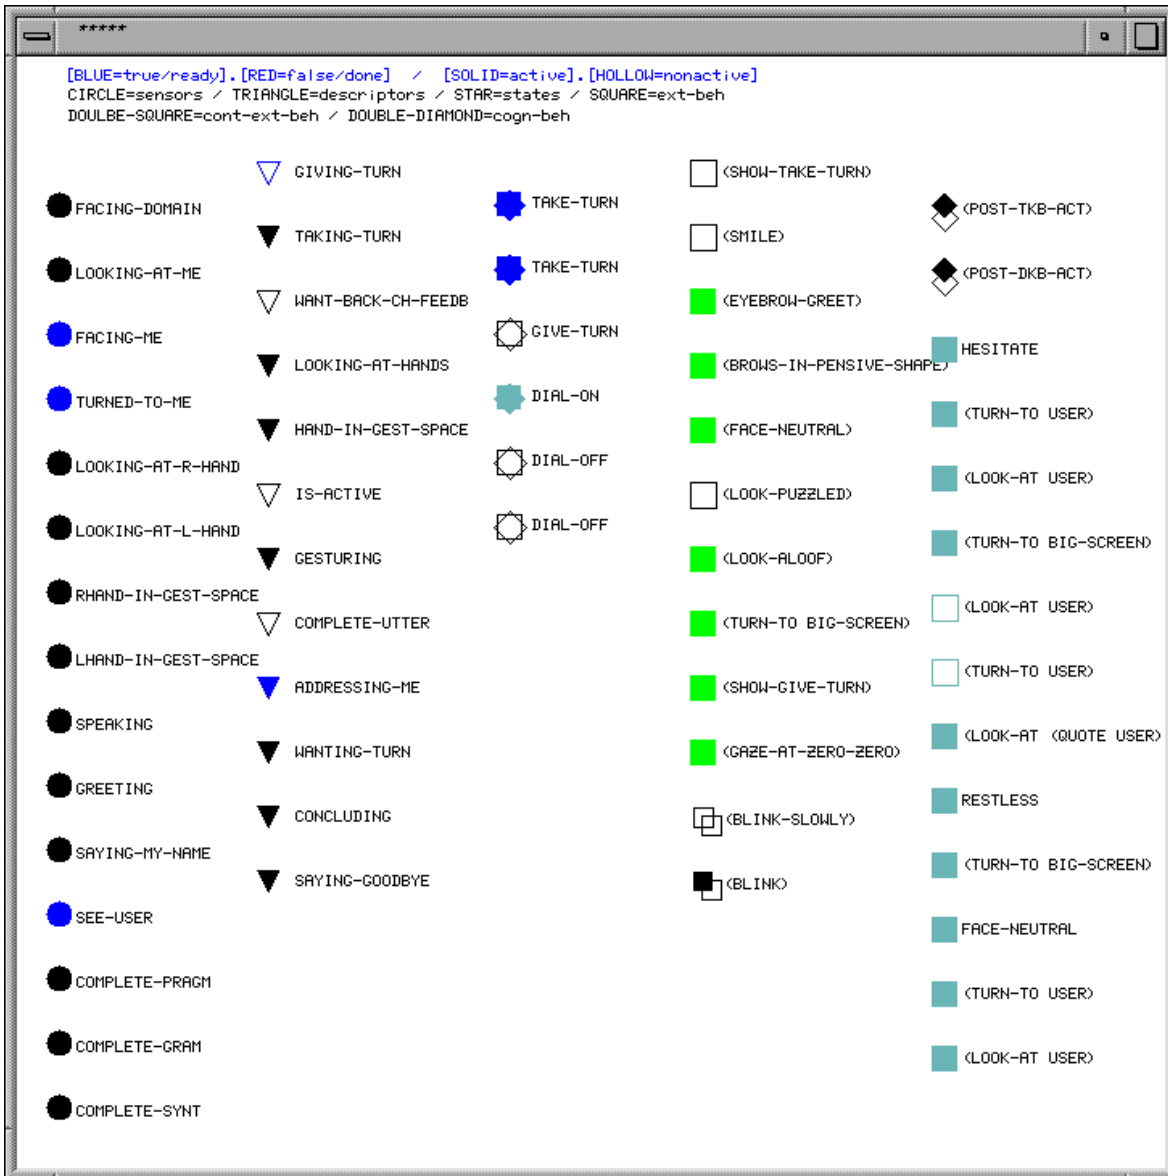 *****
[BLUE=true/ready].[RED=false/done] / [SOLID=active].[HOLLOW=nonactive]
CIRCLE=sensors / TRIANGLE=descriptors / STAR=states / SQUARE=ext-beh
DOULBE-SQUARE=cont-ext-beh / DOUBLE-DIAMOND=cogn-beh
FACING-DOMAIN
LOOKING-AT-ME
FACING-ME
TURNED-TO-ME
LOOKING-AT-R-HAND
LOOKING-AT-L-HAND
RHAND-IN-GEST-SPACE
LHAND-IN-GEST-SPACE
SPEAKING
GREETING
SAYING-MY-NAME
SEE-USER
COMPLETE-PRAGM
COMPLETE-GRAM
COMPLETE-SYNT
GIVING-TURN
TAKING-TURN
WANT-BACK-CH-FEEDB
LOOKING-AT-HANDS
HAND-IN-GEST-SPACE
IS-ACTIVE
GESTURING
COMPLETE-UTTER
ADDRESSING-ME
WANTING-TURN
CONCLUDING
SAYING-GOODBYE
TAKE-TURN
TAKE-TURN
GIVE-TURN
DIAL-ON
DIAL-OFF
DIAL-OFF
(SHOW-TAKE-TURN)
(SMILE)
(EYEBROW-GREET)
(BROWS-IN-PENSIVE-SHAPE)
(FACE-NEUTRAL)
(LOOK-PUZZLED)
(LOOK-ALOOF)
(TURN-TO BIG-SCREEN)
(SHOW-GIVE-TURN)
(GAZE-AT-ZERO-ZERO)
(BLINK-SLOWLY)
(BLINK)
(POST-TKB-ACT)
(POST-DKB-ACT)
HESITATE
(TURN-TO USER)
(LOOK-AT USER)
(TURN-TO BIG-SCREEN)
(LOOK-AT USER)
(TURN-TO USER)
(LOOK-AT (QUOTE USER)
RESTLESS
(TURN-TO BIG-SCREEN)
FACE-NEUTRAL
(TURN-TO USER)
(LOOK-AT USER)